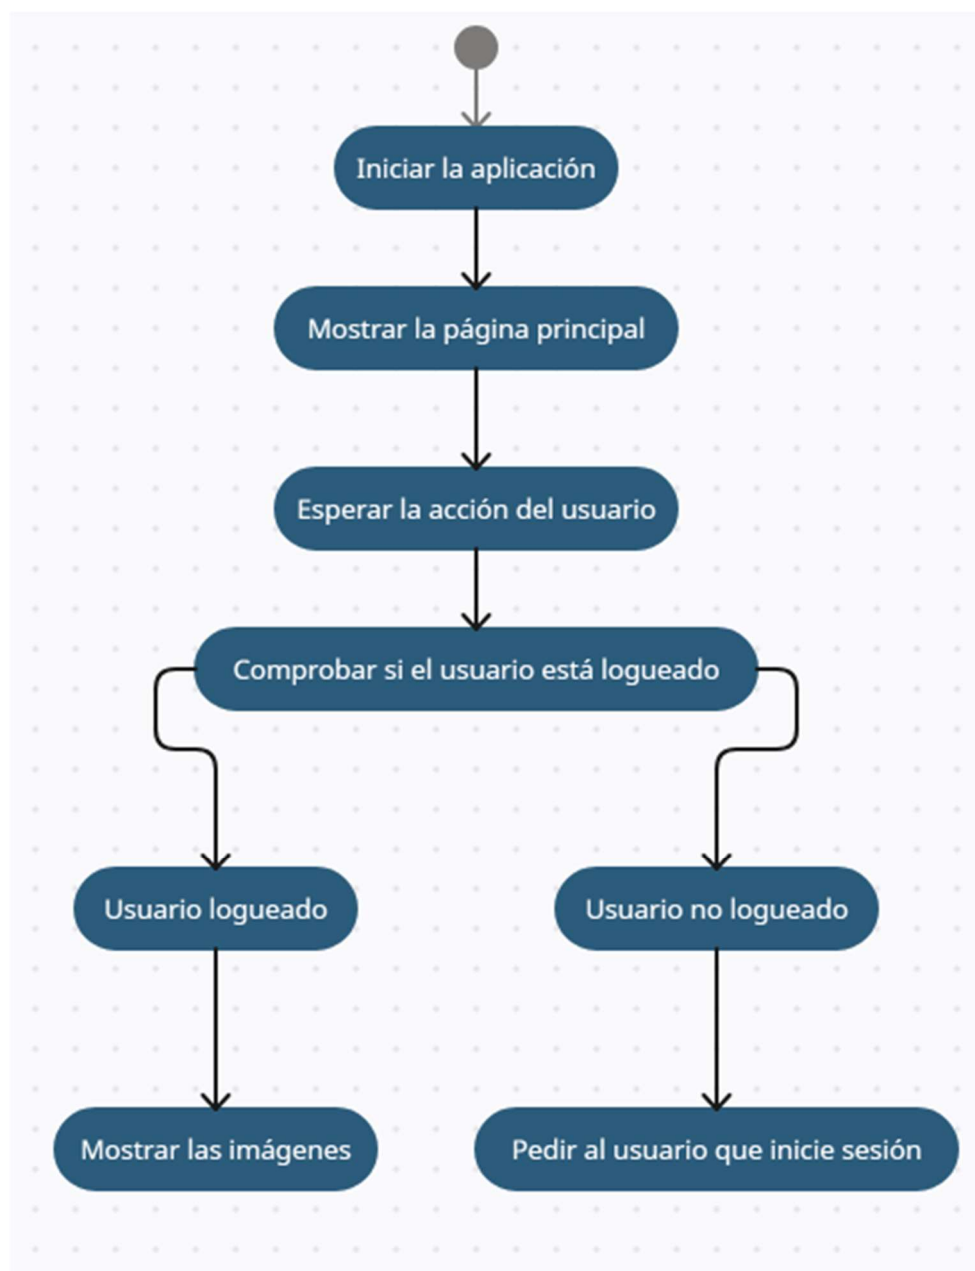 Iniciar la aplicación
Mostrar la página principal
Esperar la acción del usuario
Comprobar si el usuario está logueado
Usuario logueado
Usuario no logueado
Mostrar las imágenes
Pedir al usuario que inicie sesión